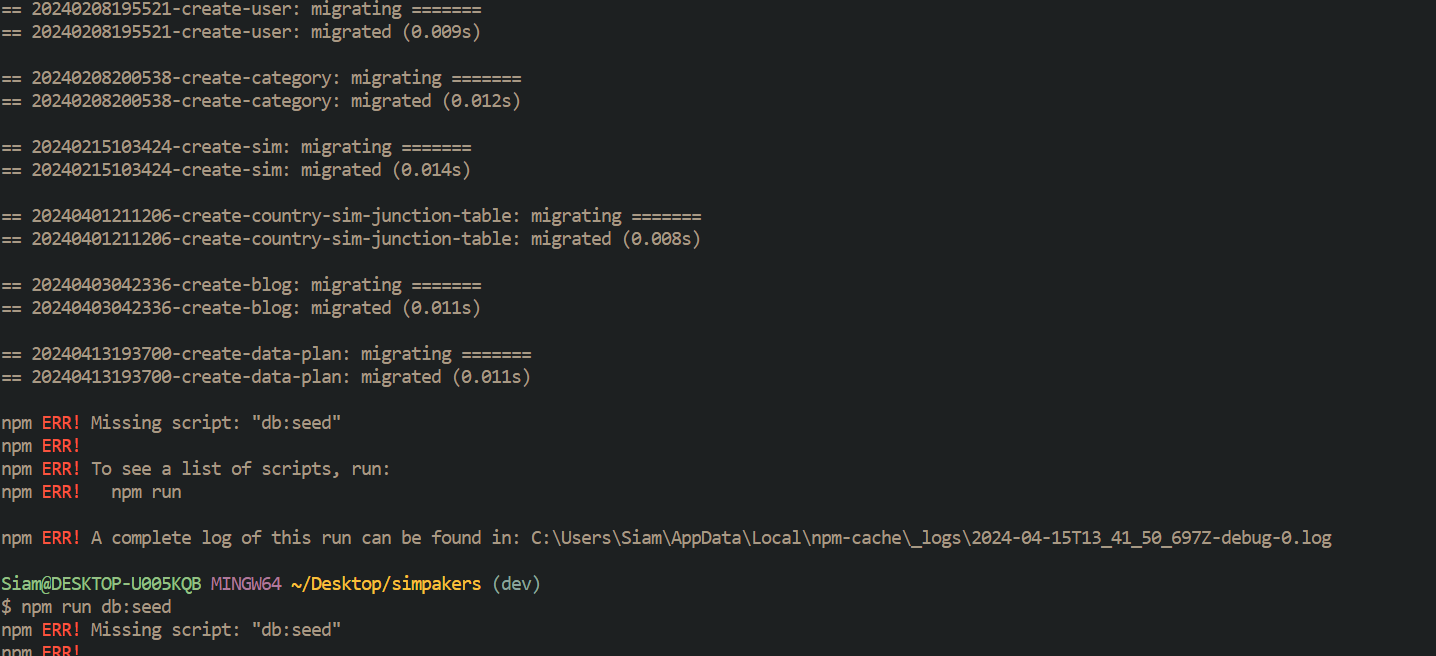 == 20240208195521-create-user: migrating =======
== 20240208195521-create-user: migrated (0.009s)
== 20240208200538-create-category: migrating =======
== 20240208200538-create-category: migrated (0.012s)
== 20240215103424-create-sim: migrating =======
== 20240215103424-create-sim: migrated (0.014s)
== 20240401211206-create-country-sim-junction-table: migrating =======
== 20240401211206-create-country-sim-junction-table: migrated (0.008s)
== 20240403042336-create-blog: migrating =======
== 20240403042336-create-blog: migrated (0.011s)
== 20240413193700-create-data-plan: migrating =======
== 20240413193700-create-data-plan: migrated (0.011s)
npm ERR! Missing script: "db:seed"
npm ERR!
npm ERR! To see a list of scripts, run:
npm ERR!   npm run
npm ERR! A complete log of this run can be found in: C:\Users\Siam\AppData\Local\npm-cache\_logs\2024-04-15T13_41_50_697Z-debug-0.log
Siam@DESKTOP-U005KQB MINGW64 ~/Desktop/simpakers (dev)
$ npm run db:seed
npm ERR! Missing script: "db:seed"
npm ERR!